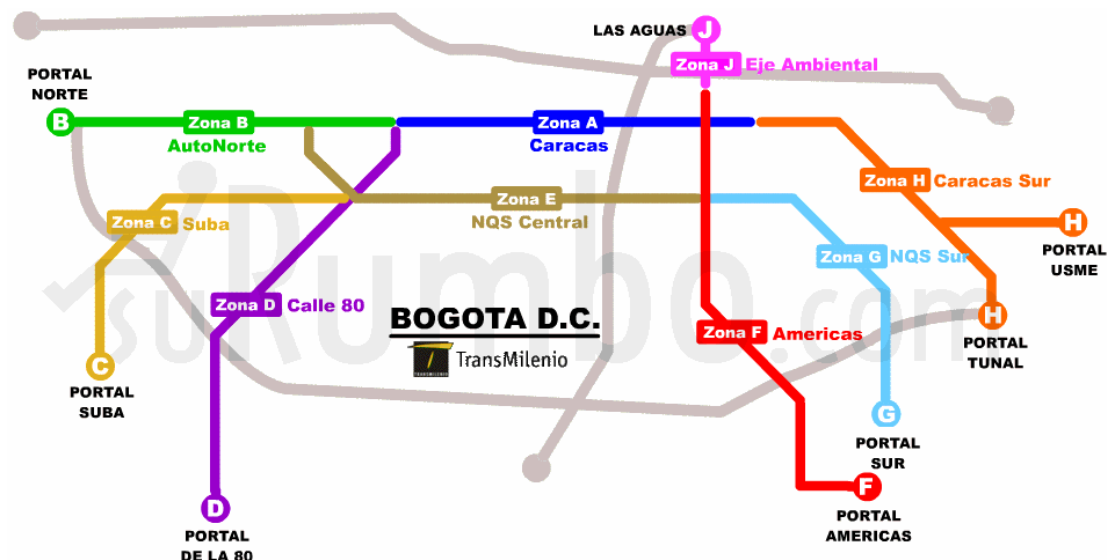 LAS AGUAS
J
Zona J Eje Ambiental
PORTAL
NORTE
B
Zona B
AutoNorte
Zona A
Caracas
Zona H Caracas Sur
H
PORTAL
USME
Zona C Suba
Zona E
NQS Central
Zona G NQS Sur
Zona D Calle 80
BOGOTA D.C.
TRANSMILENIO
TransMilenio
Zona F Americas
H
PORTAL
TUNAL
C
PORTAL
SUBA
G
PORTAL
SUR
D
PORTAL
DE LA 80
F
PORTAL
AMERICAS
suRumbo.com